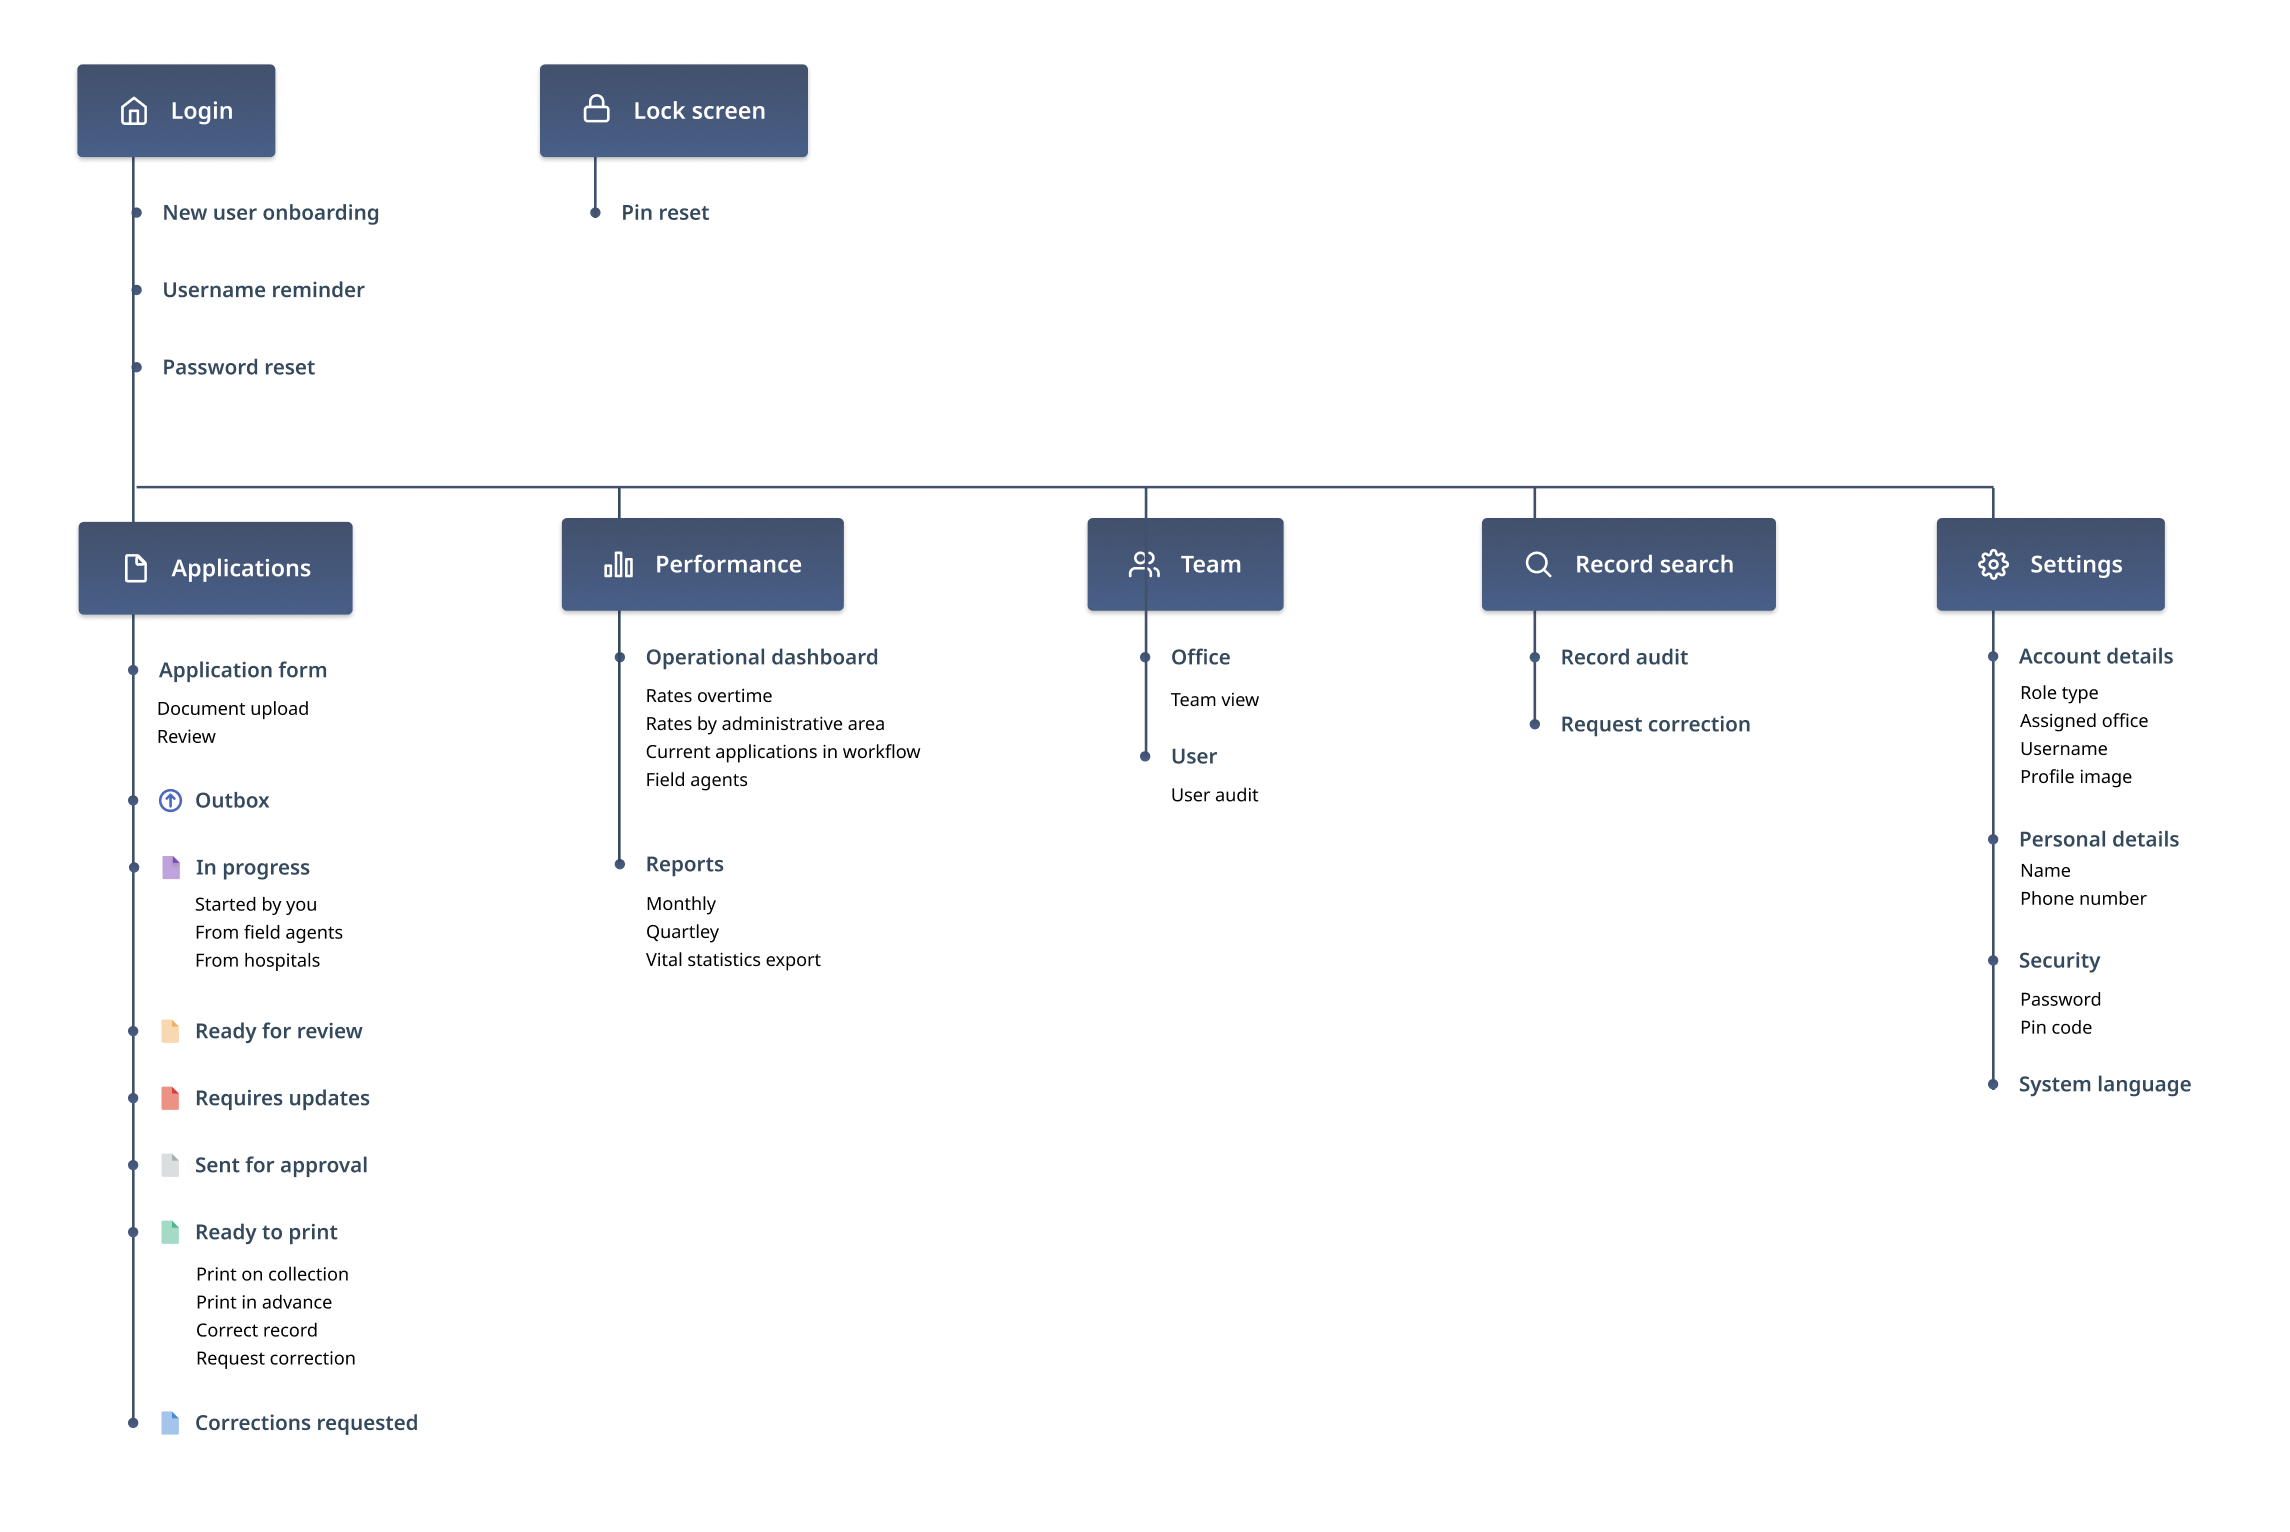 Login
New user onboarding
Username reminder
Password reset
Lock screen
Pin reset
Applications
Application form
Document upload
Review
Outbox
In progress
Started by you
From field agents
From hospitals
Ready for review
Requires updates
Sent for approval
Ready to print
Print on collection
Print in advance
Correct record
Request correction
Corrections requested
Performance
Operational dashboard
Rates overtime
Rates by administrative area
Current applications in workflow
Field agents
Reports
Monthly
Quartley
Vital statistics export
Team
Office
Team view
User
User audit
Record search
Record audit
Request correction
Settings
Account details
Role type
Assigned office
Username
Profile image
Personal details
Name
Phone number
Security
Password
Pin code
System language